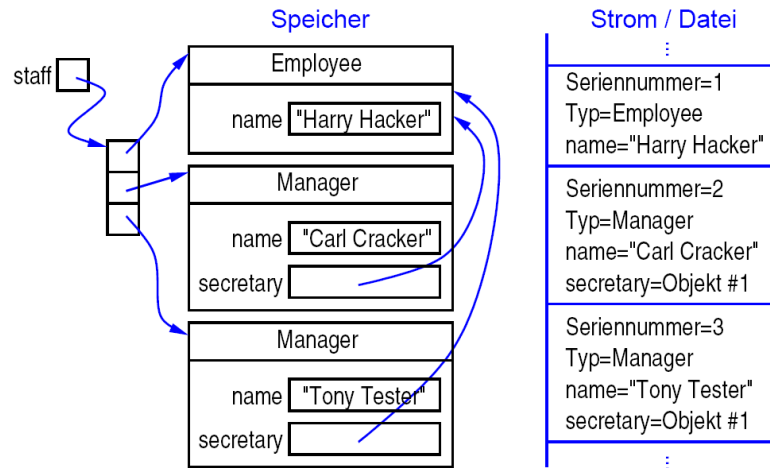 Speicher
staff
Employee
name "Harry Hacker"
Manager
name "Carl Cracker"
secretary
Manager
name "Tony Tester"
secretary
Strom / Datei
...
Seriennummer=1
Typ=Employee
name="Harry Hacker"
Seriennummer=2
Typ=Manager
name="Carl Cracker"
secretary=Objekt #1
Seriennummer=3
Typ=Manager
name="Tony Tester"
secretary=Objekt #1
...